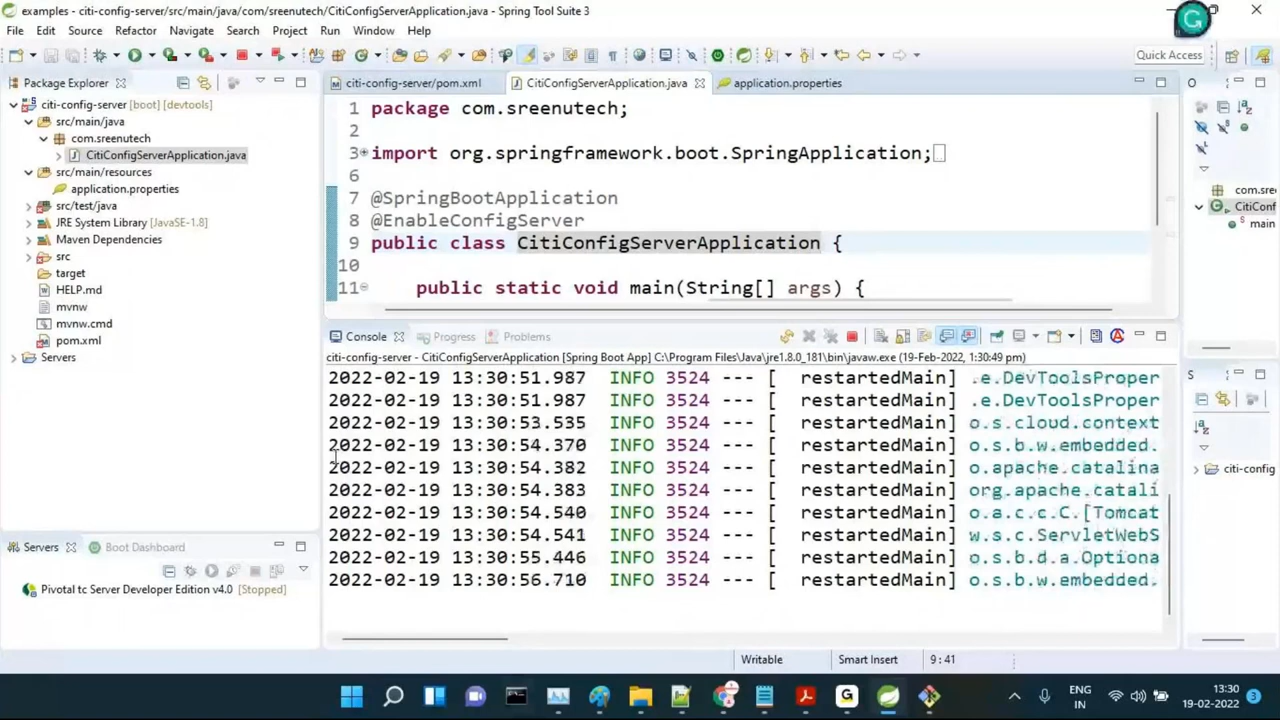 examples - citi-config-server/src/main/java/com/sreenutech/CitiConfigServerApplication.java - Spring Tool Suite 3
File Edit Source Refactor Navigate Search Project Run Window Help
Quick Access
Package Explorer
citi-config-server [boot] [devtools]
src/main/java
com.sreenutech
CitiConfigServerApplication.java
src/main/resources
application.properties
src/test/java
JRE System Library [JavaSE-1.8]
Maven Dependencies
src
target
HELP.md
mvnw
mvnw.cmd
pom.xml
Servers
citi-config-server/pom.xml CitiConfigServerApplication.java application.properties
1 package com.sreenutech;
2
3 import org.springframework.boot.SpringApplication;
6
7 @SpringBootApplication
8 @EnableConfigServer
9 public class CitiConfigServerApplication {
10
11 public static void main(String[] args) {
Console Progress Problems
citi-config-server - CitiConfigServerApplication [Spring Boot App] C:\Program Files\Java\jre1.8.0_181\bin\javaw.exe (19-Feb-2022, 1:30:49 pm)
2022-02-19 13:30:51.987 INFO 3524 --- [ restartedMain] .e.DevToolsProper
2022-02-19 13:30:51.987 INFO 3524 --- [ restartedMain] .e.DevToolsProper
2022-02-19 13:30:53.535 INFO 3524 --- [ restartedMain] o.s.cloud.context
2022-02-19 13:30:54.370 INFO 3524 --- [ restartedMain] o.s.b.w.embedded.
2022-02-19 13:30:54.382 INFO 3524 --- [ restartedMain] o.apache.catalina
2022-02-19 13:30:54.383 INFO 3524 --- [ restartedMain] org.apache.catali
2022-02-19 13:30:54.540 INFO 3524 --- [ restartedMain] o.a.c.c.C.[Tomcat
2022-02-19 13:30:54.541 INFO 3524 --- [ restartedMain] w.s.c.ServletWebS
2022-02-19 13:30:55.446 INFO 3524 --- [ restartedMain] o.s.b.d.a.Optiona
2022-02-19 13:30:56.710 INFO 3524 --- [ restartedMain] o.s.b.w.embedded.
O
com.sree
CitiConf
main
S
citi-config
Servers Boot Dashboard
Pivotal tc Server Developer Edition v4.0 [Stopped]
Writable Smart Insert 9 : 41
ENG
IN
13:30
19-02-2022
3